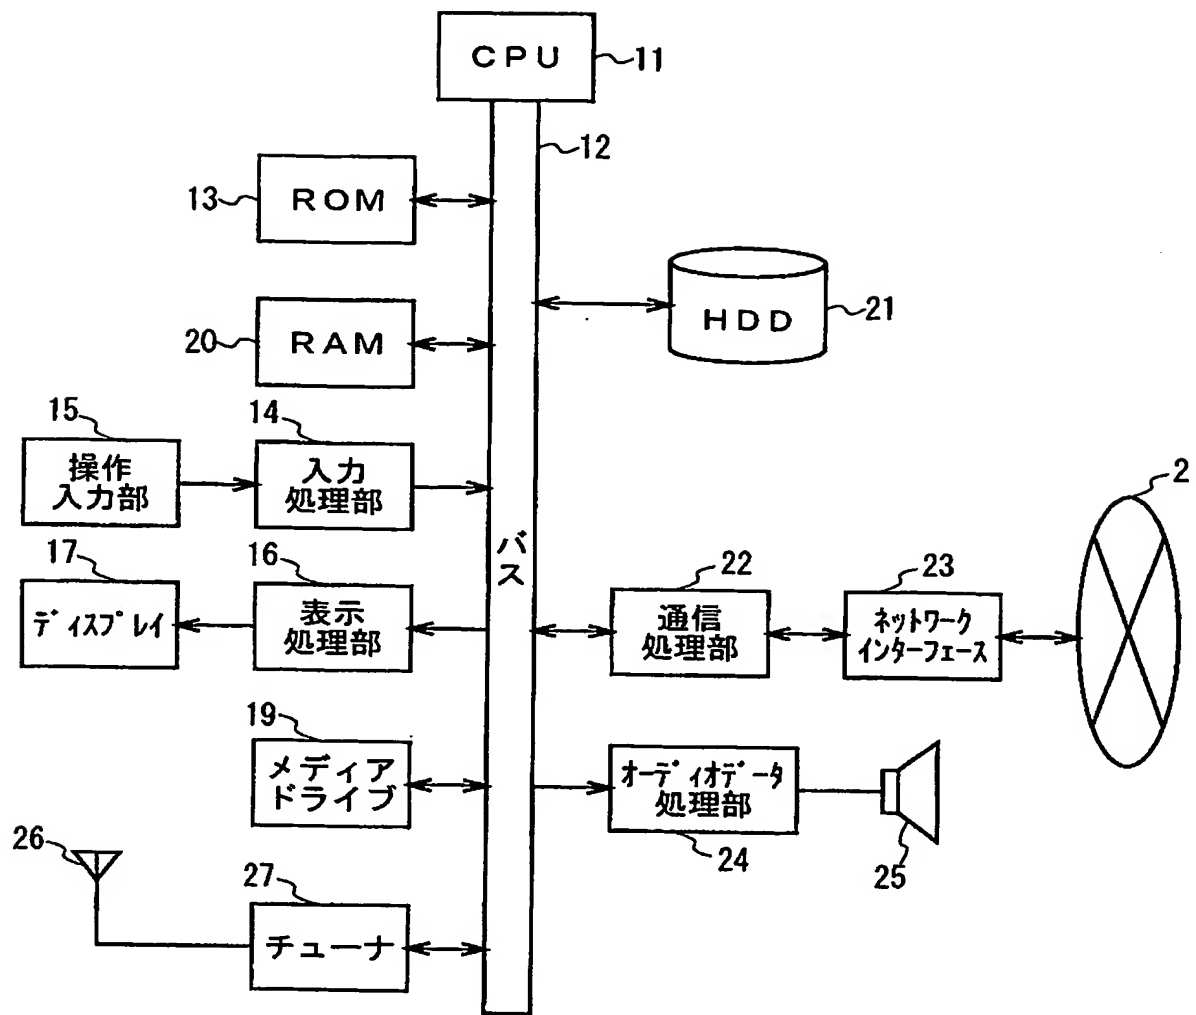 CPU
11
12
13
ROM
20
RAM
HDD
21
15
操作
入力部
14
入力
処理部
バス
17
ディスプレイ
16
表示
処理部
22
通信
処理部
23
ネットワーク
インターフェース
2
19
メディア
ドライブ
オーディオデータ
処理部
24
25
26
27
チューナ